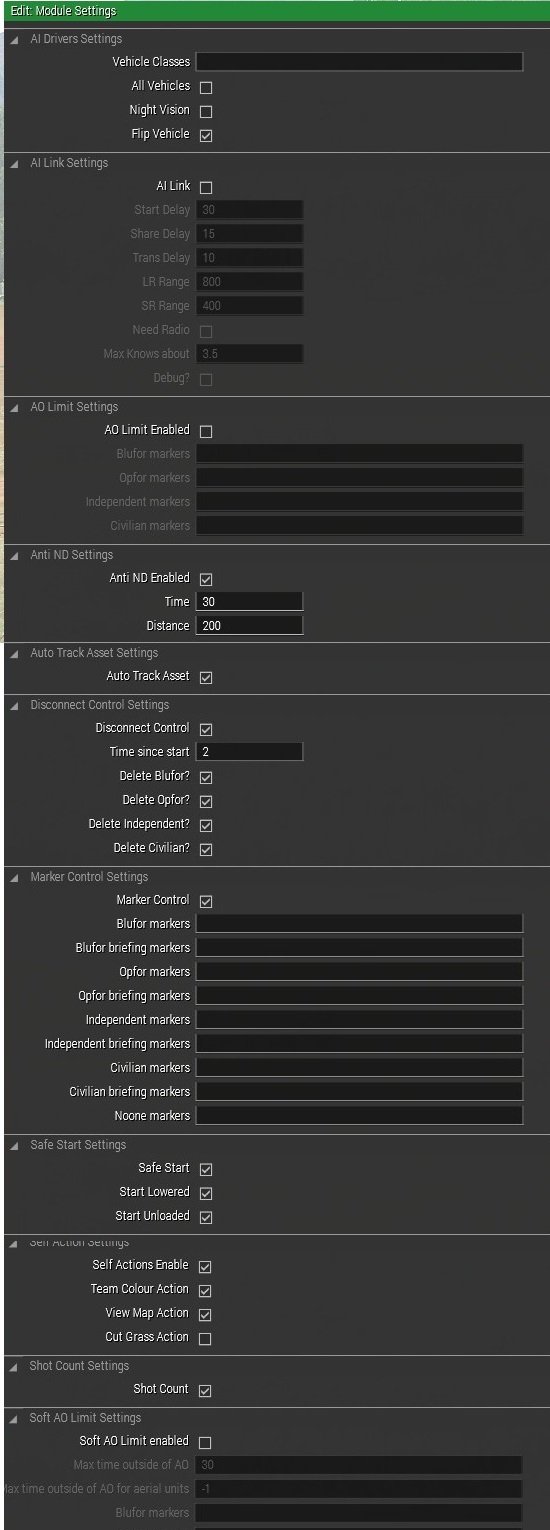 Edit: Module Settings
AI Drivers Settings
Vehicle Classes
All Vehicles
Night Vision
Flip Vehicle
AI Link Settings
AI Link
Start Delay 30
Share Delay 15
Trans Delay 10
LR Range 800
SR Range 400
Need Radio
Max Knows about 3.5
Debug?
AO Limit Settings
AO Limit Enabled
Blufor markers
Opfor markers
Independent markers
Civilian markers
Anti ND Settings
Anti ND Enabled
Time 30
Distance 200
Auto Track Asset Settings
Auto Track Asset
Disconnect Control Settings
Disconnect Control
Time since start 2
Delete Blufor?
Delete Opfor?
Delete Independent?
Delete Civilian?
Marker Control Settings
Marker Control
Blufor markers
Blufor briefing markers
Opfor markers
Opfor briefing markers
Independent markers
Independent briefing markers
Civilian markers
Civilian briefing markers
Noone markers
Safe Start Settings
Safe Start
Start Lowered
Start Unloaded
Self Action Settings
Self Actions Enable
Team Colour Action
View Map Action
Cut Grass Action
Shot Count Settings
Shot Count
Soft AO Limit Settings
Soft AO Limit enabled
Max time outside of AO 30
Max time outside of AO for aerial units -1
Blufor markers